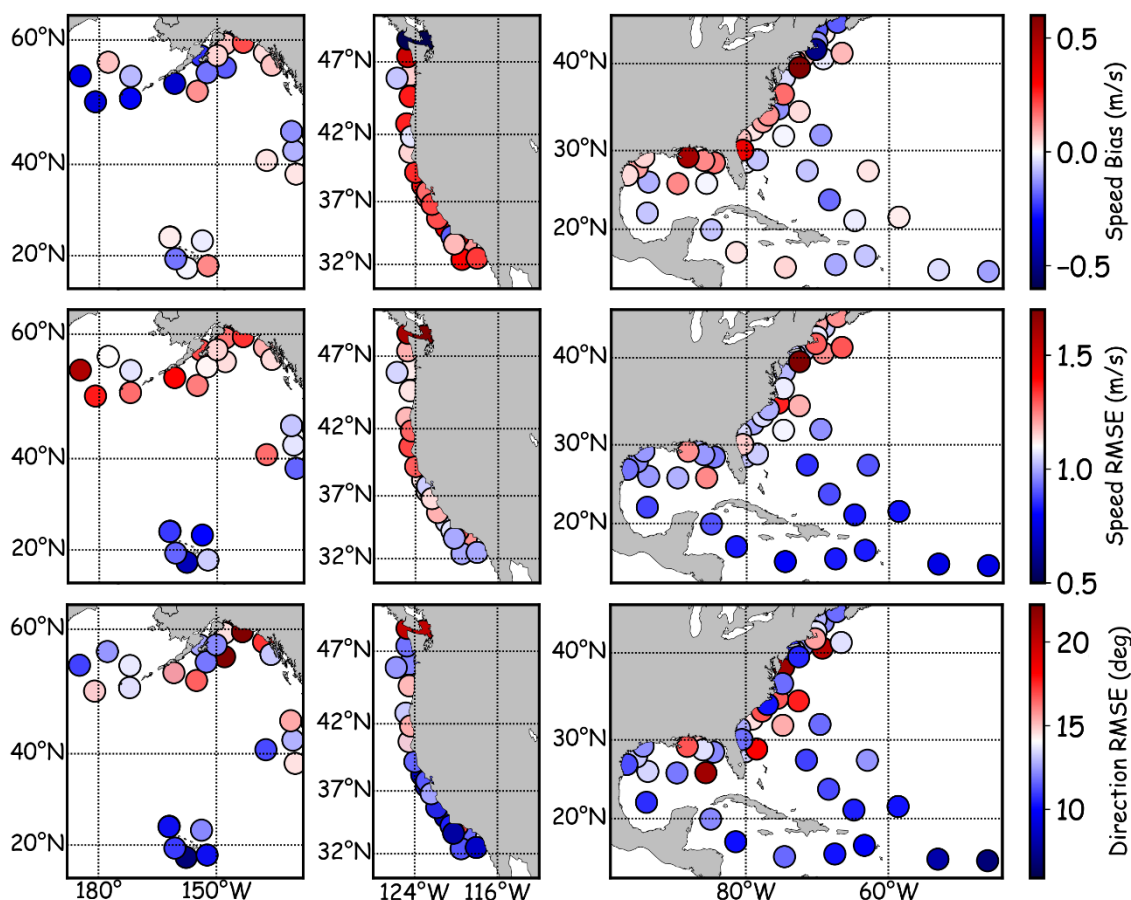 60°N
40°N
20°N
47°N
42°N
37°N
32°N
40°N
30°N
20°N
0.5
0.0
−0.5
Speed Bias (m/s)
60°N
40°N
20°N
47°N
42°N
37°N
32°N
40°N
30°N
20°N
1.5
1.0
0.5
Speed RMSE (m/s)
60°N
40°N
20°N
47°N
42°N
37°N
32°N
40°N
30°N
20°N
20
15
10
Direction RMSE (deg)
180°
150°W
124°W
116°W
80°W
60°W